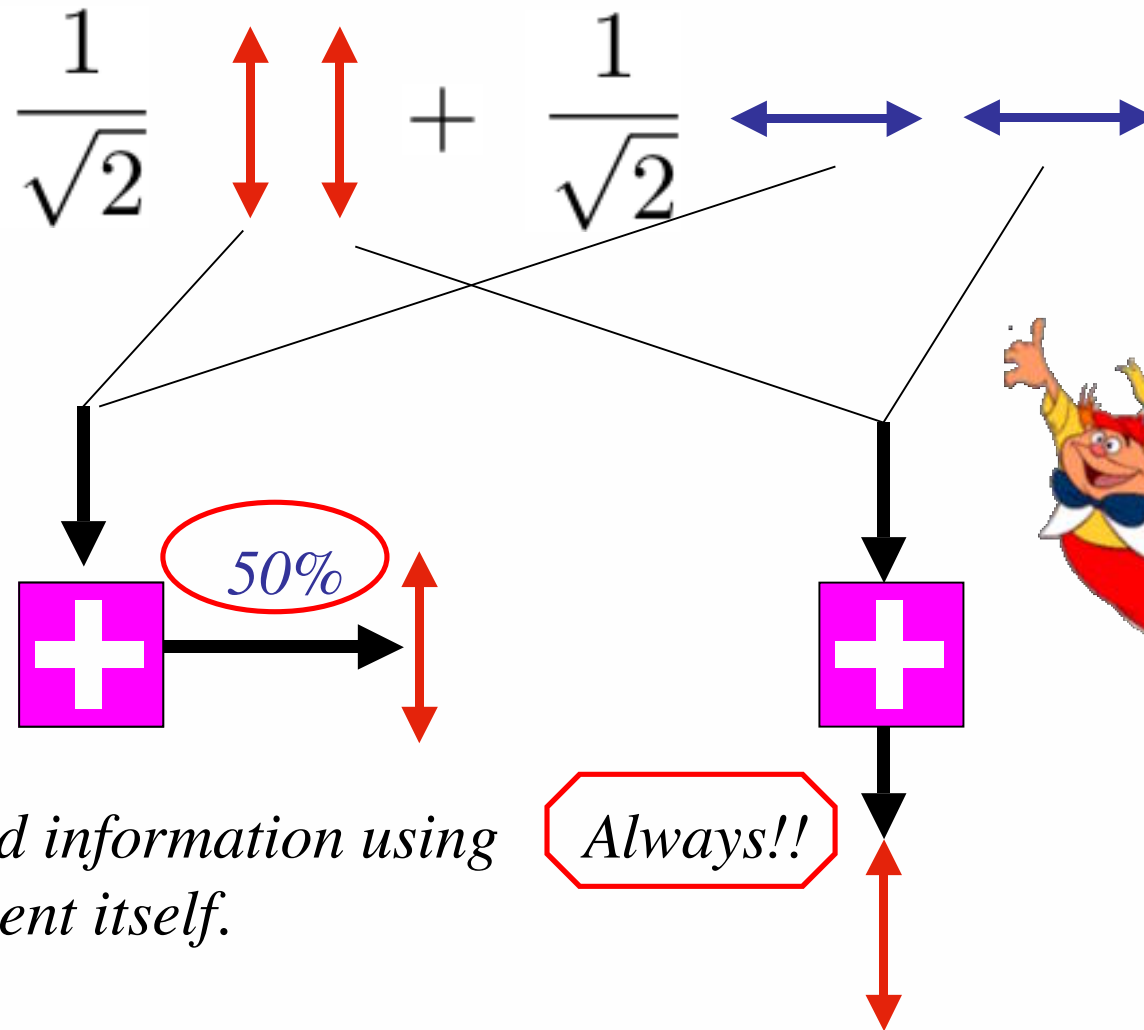 1/√2 + 1/√2
50%
d information using
Always!!
ent itself.